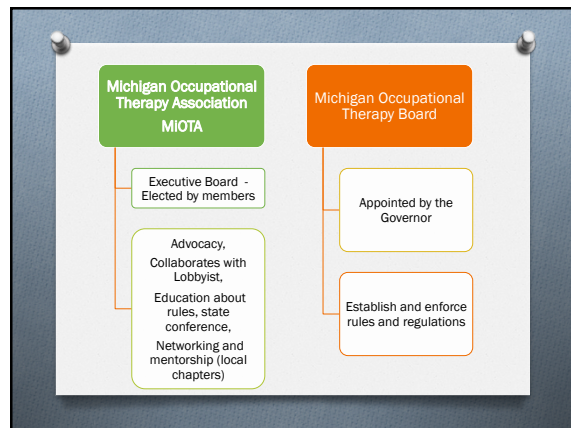 Michigan Occupational
Therapy Association
MiOTA
Executive Board -
Elected by members
Advocacy,
Collaborates with
Lobbyist,
Education about
rules, state
conference,
Networking and
mentorship (local
chapters)
Michigan Occupational
Therapy Board
Appointed by the
Governor
Establish and enforce
rules and regulations